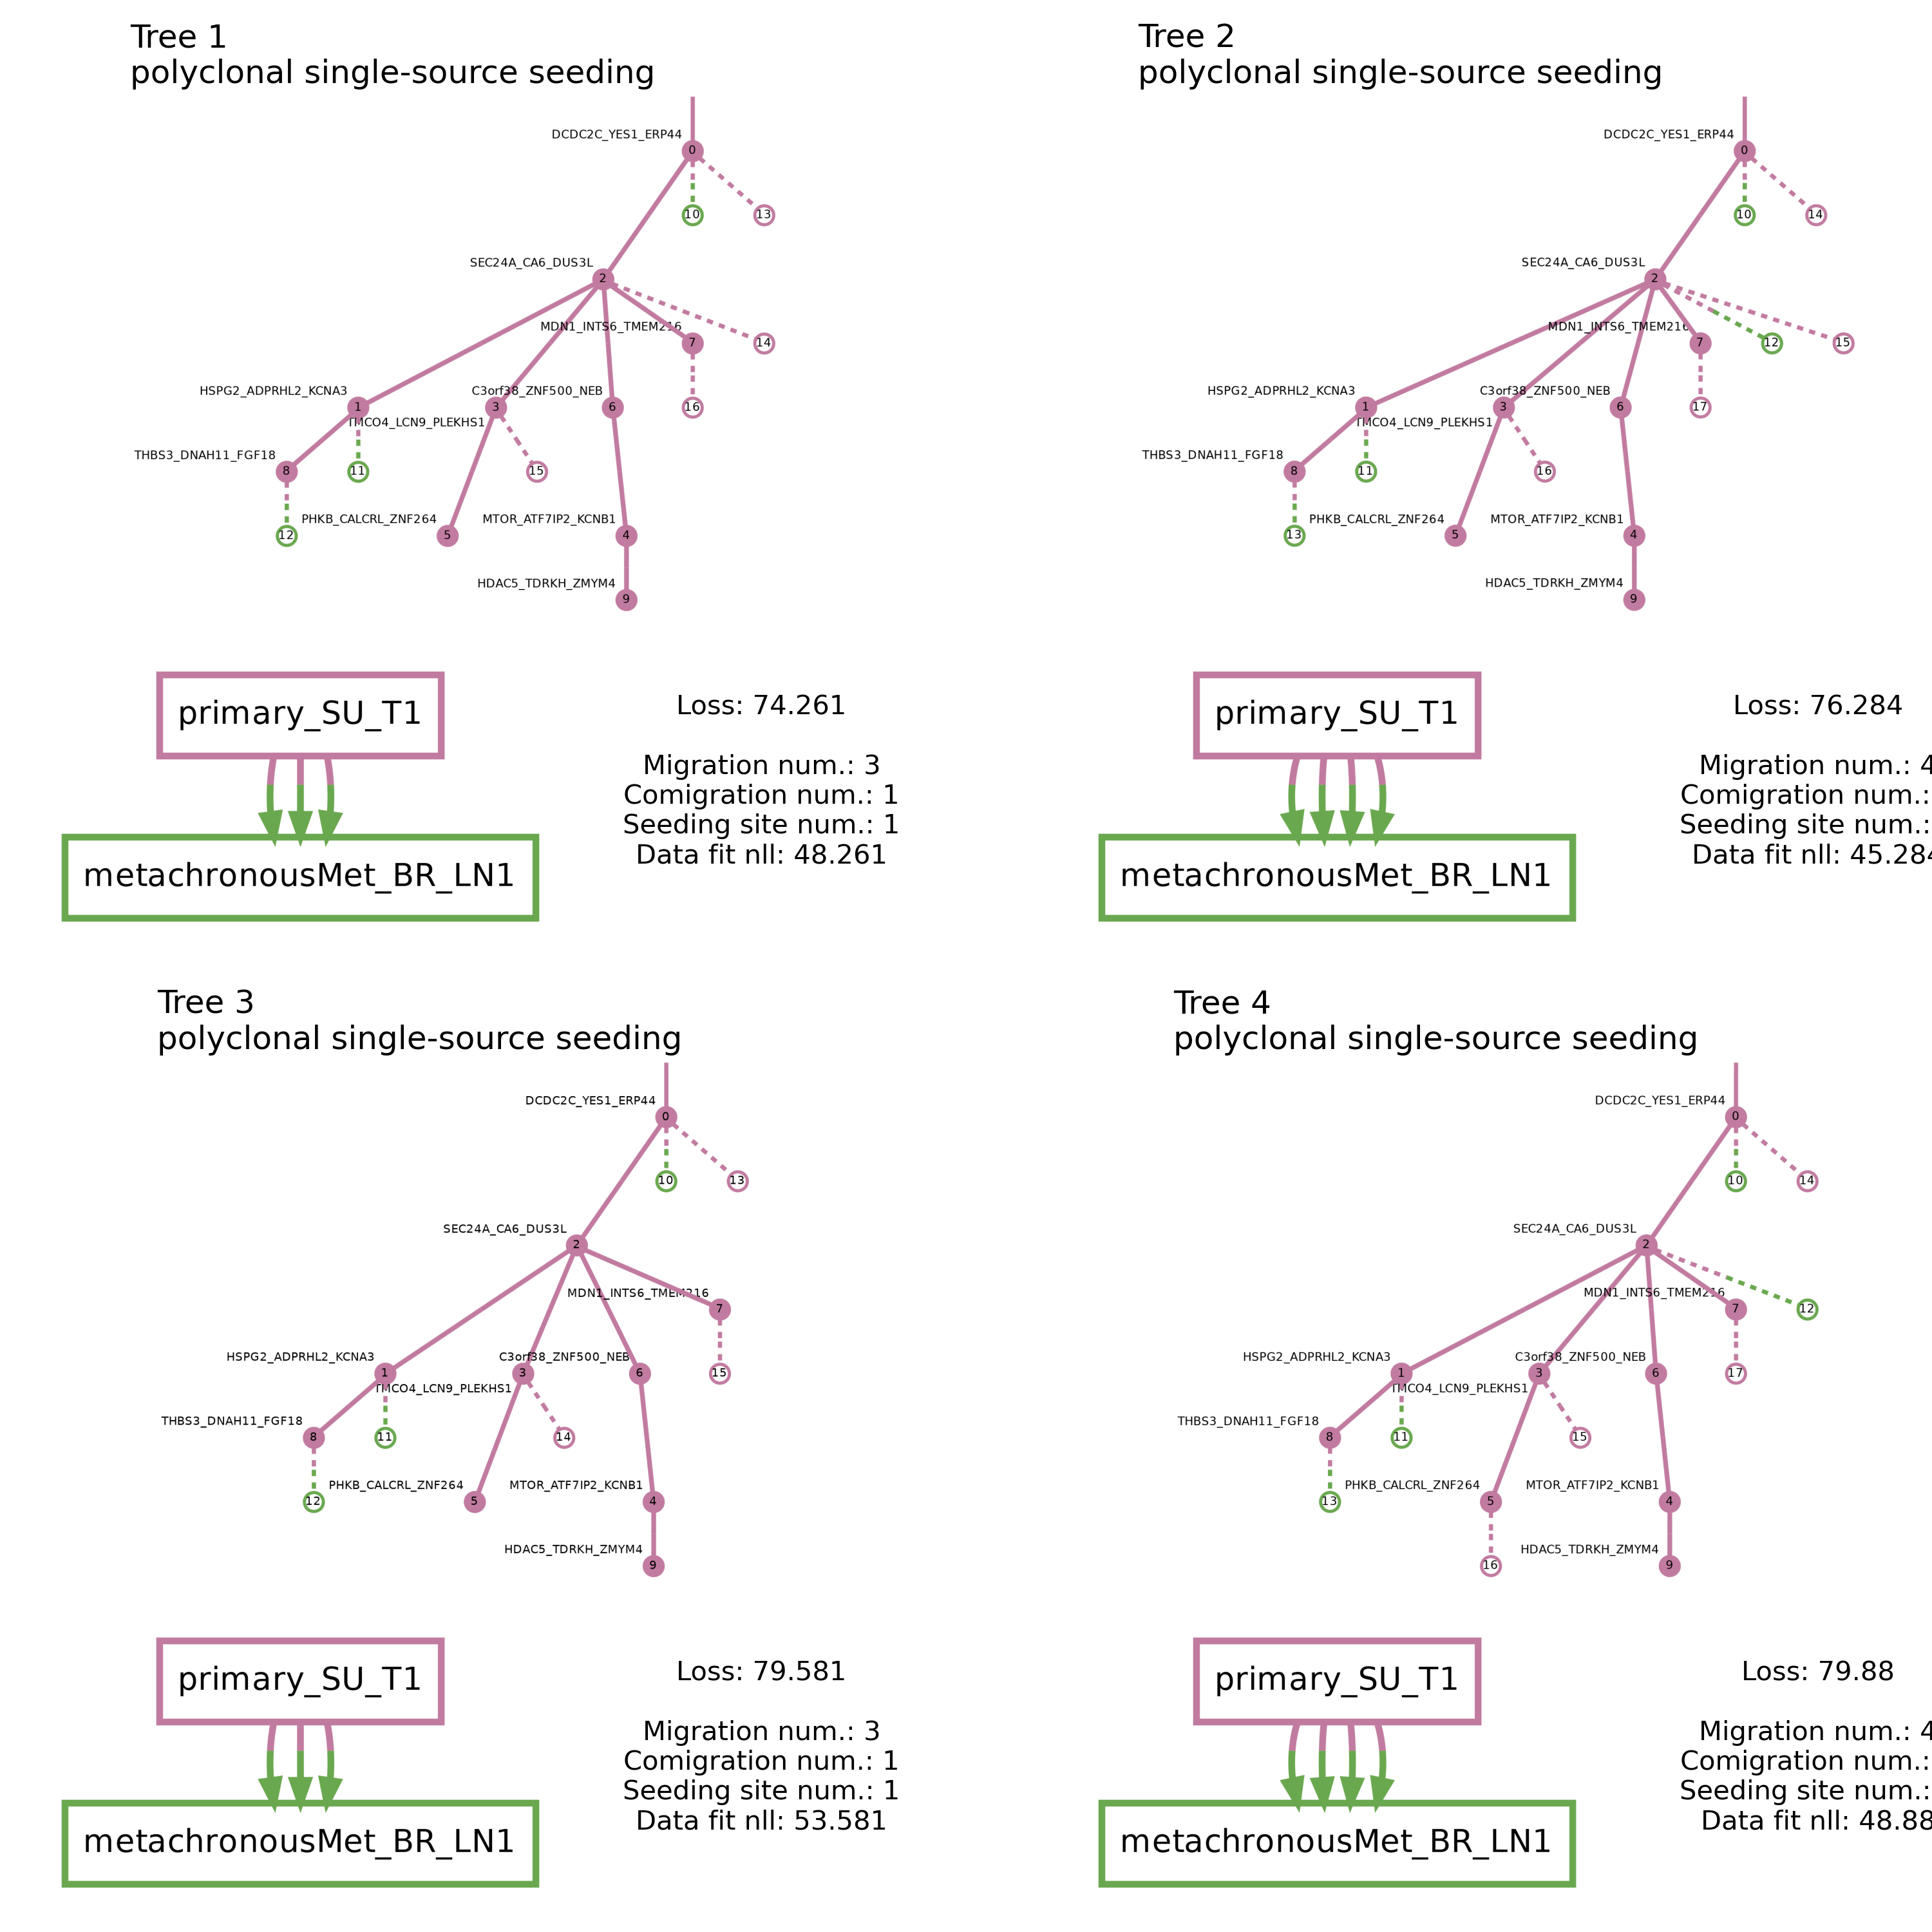 Tree 1
polyclonal single-source seeding
DCDC2C_YES1_ERP44
0
10
13
SEC24A_CA6_DUS3L
2
MDN1_INTS6_TMEM216
7
14
HSPG2_ADPRHL2_KCNA3
1
C3orf38_ZNF500_NEB
3
6
16
TMCO4_LCN9_PLEKHS1
THBS3_DNAH11_FGF18
8
11
15
12
PHKB_CALCRL_ZNF264
5
MTOR_ATF7IP2_KCNB1
4
HDAC5_TDRKH_ZMYM4
9
primary_SU_T1
metachronousMet_BR_LN1
Loss: 74.261
Migration num.: 3
Comigration num.: 1
Seeding site num.: 1
Data fit nll: 48.261
Tree 2
polyclonal single-source seeding
DCDC2C_YES1_ERP44
0
10
14
SEC24A_CA6_DUS3L
2
MDN1_INTS6_TMEM216
7
12
15
HSPG2_ADPRHL2_KCNA3
1
C3orf38_ZNF500_NEB
3
6
17
TMCO4_LCN9_PLEKHS1
THBS3_DNAH11_FGF18
8
11
16
13
PHKB_CALCRL_ZNF264
5
MTOR_ATF7IP2_KCNB1
4
HDAC5_TDRKH_ZMYM4
9
primary_SU_T1
metachronousMet_BR_LN1
Loss: 76.284
Migration num.: 4
Comigration num.:
Seeding site num.:
Data fit nll: 45.284
Tree 3
polyclonal single-source seeding
DCDC2C_YES1_ERP44
0
10
13
SEC24A_CA6_DUS3L
2
MDN1_INTS6_TMEM216
7
HSPG2_ADPRHL2_KCNA3
1
C3orf38_ZNF500_NEB
3
6
15
TMCO4_LCN9_PLEKHS1
THBS3_DNAH11_FGF18
8
11
14
12
PHKB_CALCRL_ZNF264
5
MTOR_ATF7IP2_KCNB1
4
HDAC5_TDRKH_ZMYM4
9
primary_SU_T1
metachronousMet_BR_LN1
Loss: 79.581
Migration num.: 3
Comigration num.: 1
Seeding site num.: 1
Data fit nll: 53.581
Tree 4
polyclonal single-source seeding
DCDC2C_YES1_ERP44
0
10
14
SEC24A_CA6_DUS3L
2
MDN1_INTS6_TMEM216
7
12
HSPG2_ADPRHL2_KCNA3
1
C3orf38_ZNF500_NEB
3
6
17
TMCO4_LCN9_PLEKHS1
THBS3_DNAH11_FGF18
8
11
15
13
PHKB_CALCRL_ZNF264
5
MTOR_ATF7IP2_KCNB1
4
16
HDAC5_TDRKH_ZMYM4
9
primary_SU_T1
metachronousMet_BR_LN1
Loss: 79.88
Migration num.: 4
Comigration num.:
Seeding site num.:
Data fit nll: 48.88